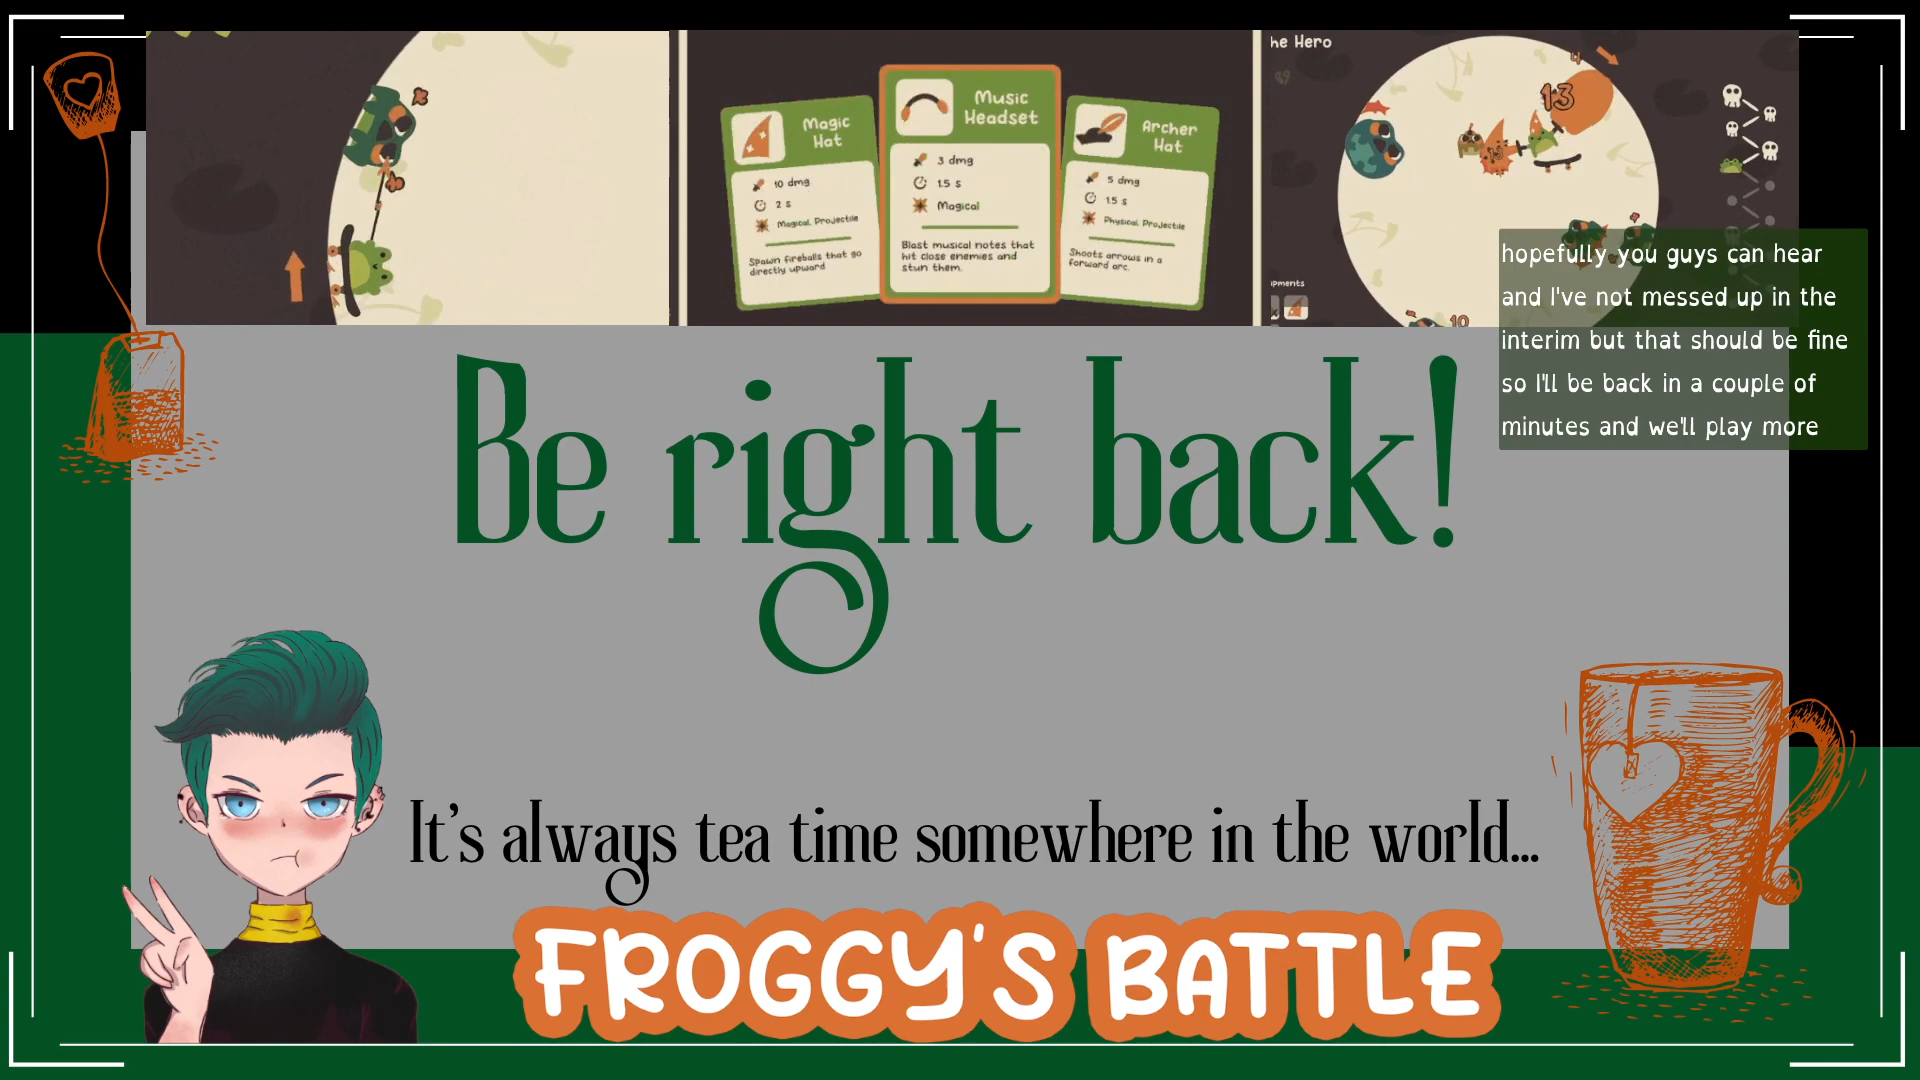 Magic
Hat
10 dmg
2 s
Magical, Projectile
Spawn fireballs that go
directly upward
Music
Headset
3 dmg
1.5 s
Magical
Blast musical notes that
hit close enemies and
stun them.
Archer
Hat
5 dmg
1.5 s
Physical, Projectile
Shoots arrows in a
forward arc.
he Hero
4
13
13
pments
10
hopefully you guys can hear
and I've not messed up in the
interim but that should be fine
so I'll be back in a couple of
minutes and we'll play more
Be right back!
It's always tea time somewhere in the world...
FROGGY'S BATTLE